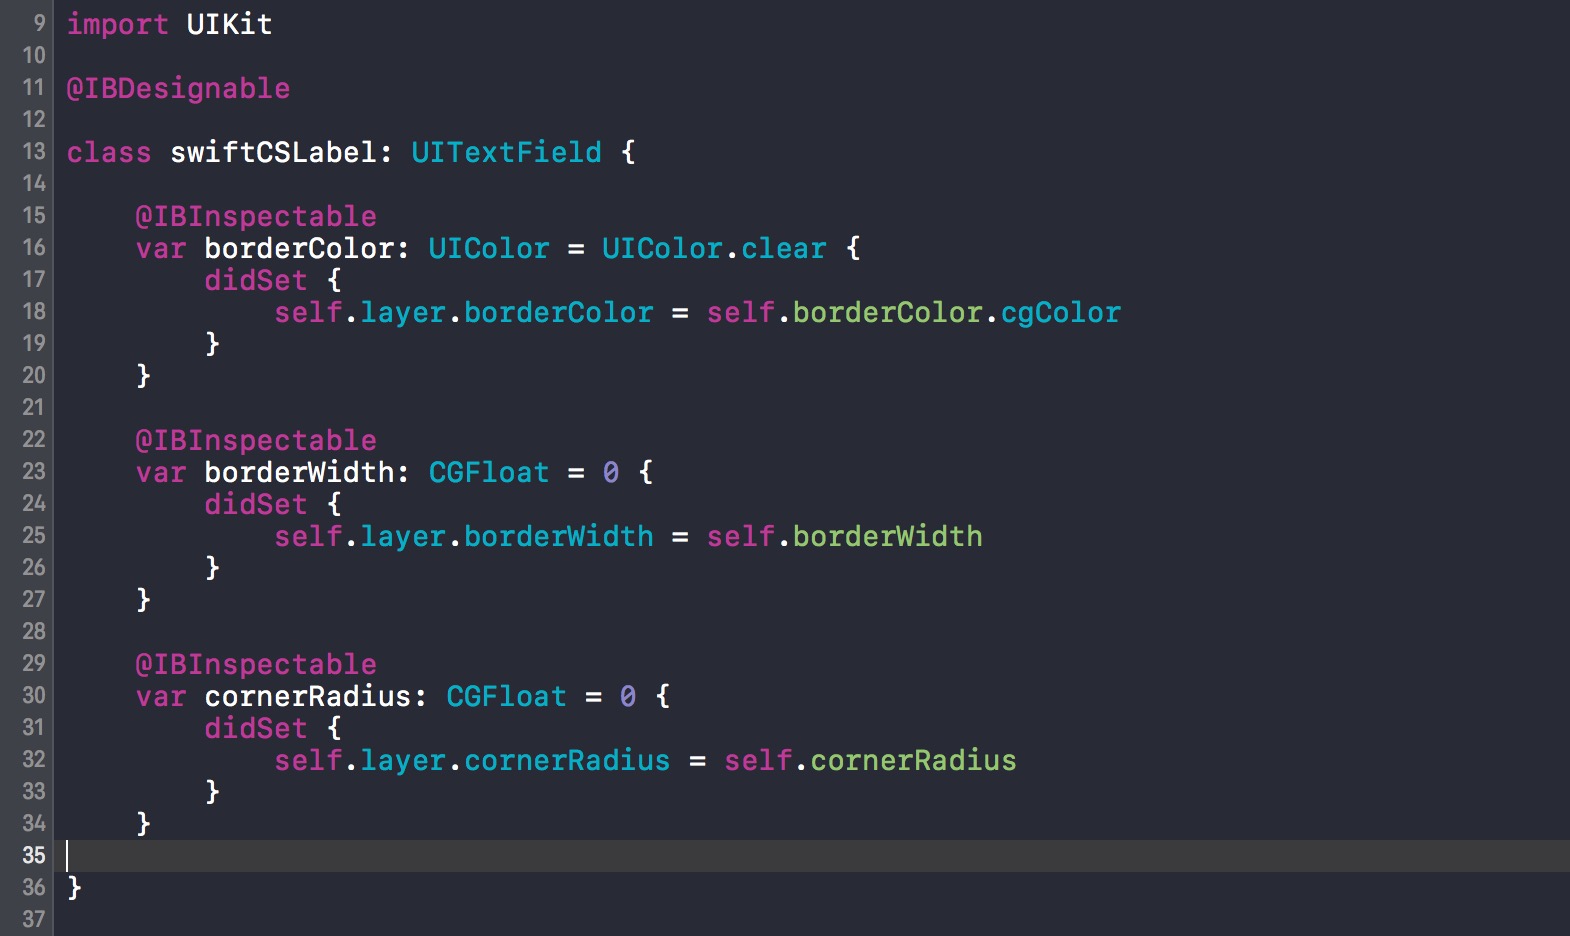 9 import UIKit
10
11 @IBDesignable
12
13 class swiftCSLabel: UITextField {
14
15     @IBInspectable
16     var borderColor: UIColor = UIColor.clear {
17         didSet {
18             self.layer.borderColor = self.borderColor.cgColor
19         }
20     }
21
22     @IBInspectable
23     var borderWidth: CGFloat = 0 {
24         didSet {
25             self.layer.borderWidth = self.borderWidth
26         }
27     }
28
29     @IBInspectable
30     var cornerRadius: CGFloat = 0 {
31         didSet {
32             self.layer.cornerRadius = self.cornerRadius
33         }
34     }
35
36 }
37